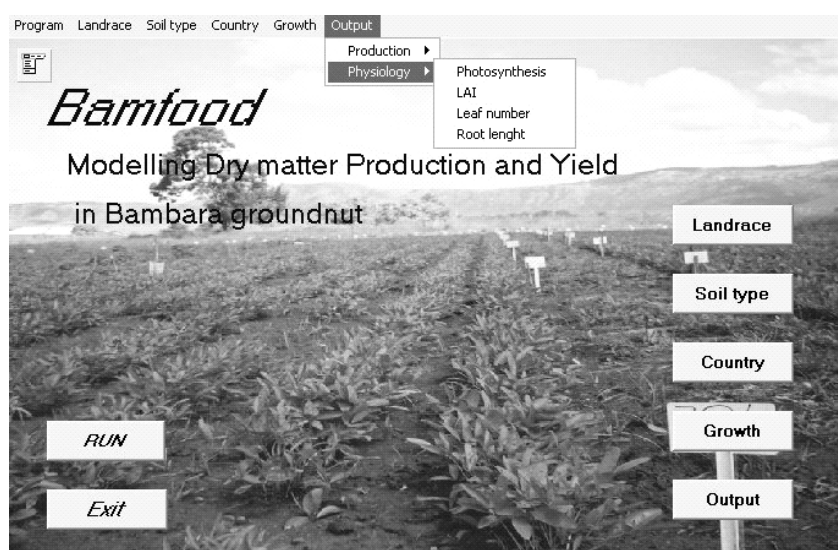 Program Landrace Soil type Country Growth Output
Production
Physiology
Photosynthesis
LAI
Leaf number
Root lenght
Bamfood
Modelling Dry matter Production and Yield
in Bambara groundnut
Landrace
Soil type
Country
Growth
Output
RUN
Exit